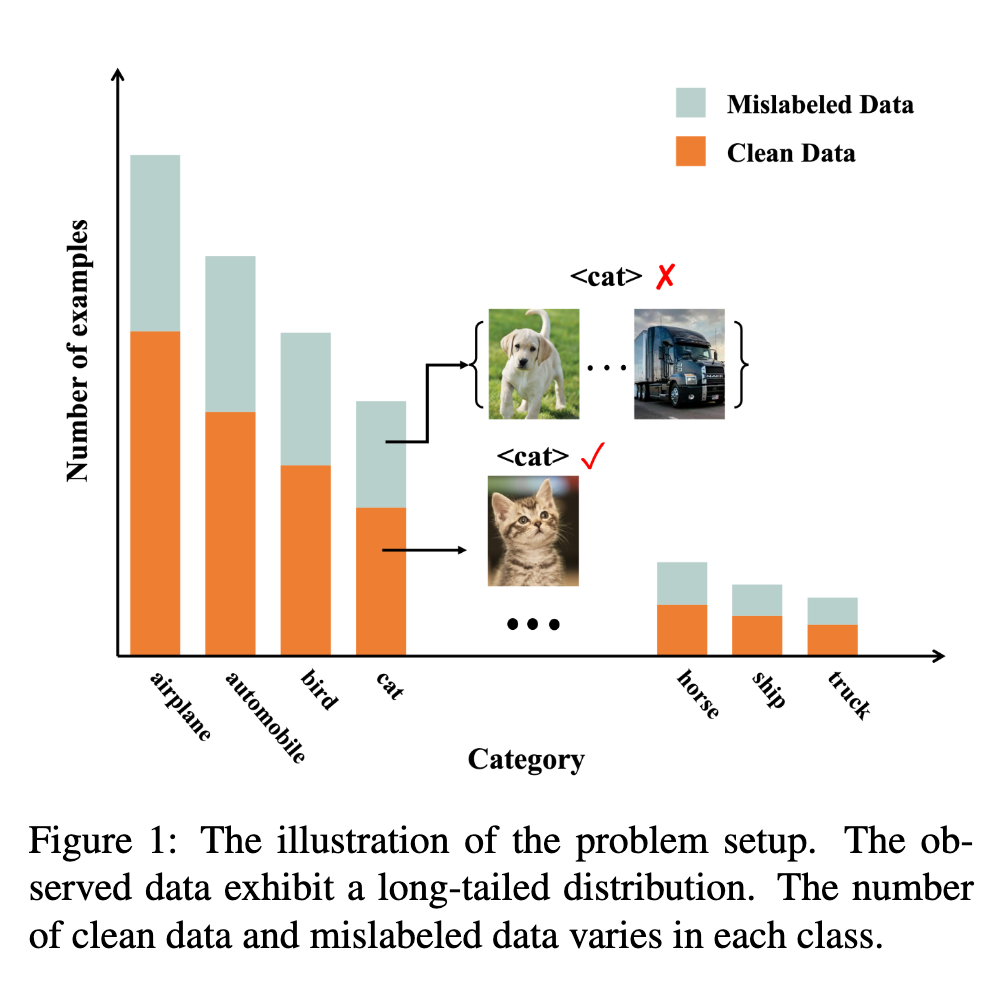 Mislabeled Data
Clean Data
Number of examples
<cat> ✗
<cat> ✓
airplane
automobile
bird
cat
horse
ship
truck
Category
Figure 1: The illustration of the problem setup. The ob-
served data exhibit a long-tailed distribution. The number
of clean data and mislabeled data varies in each class.